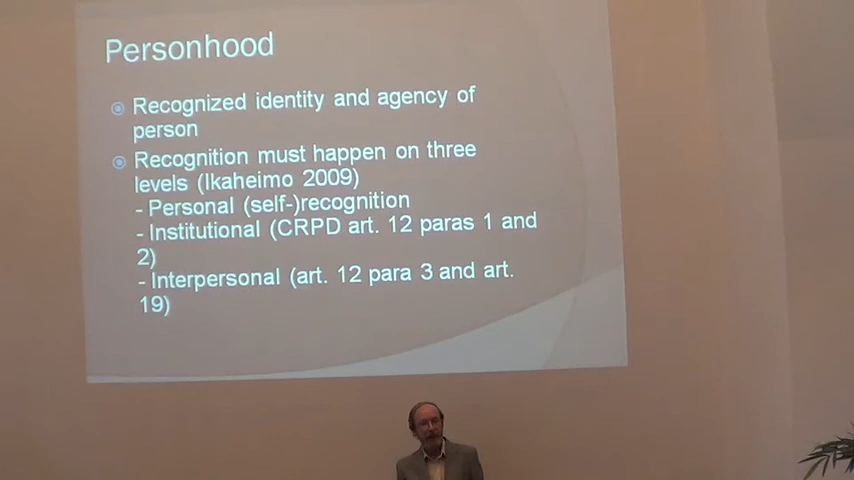 Personhood
Recognized identity and agency of
person
Recognition must happen on three
levels (Ikaheimo 2009)
- Personal (self-)recognition
- Institutional (CRPD art. 12 paras 1 and
2)
- Interpersonal (art. 12 para 3 and art.
19)